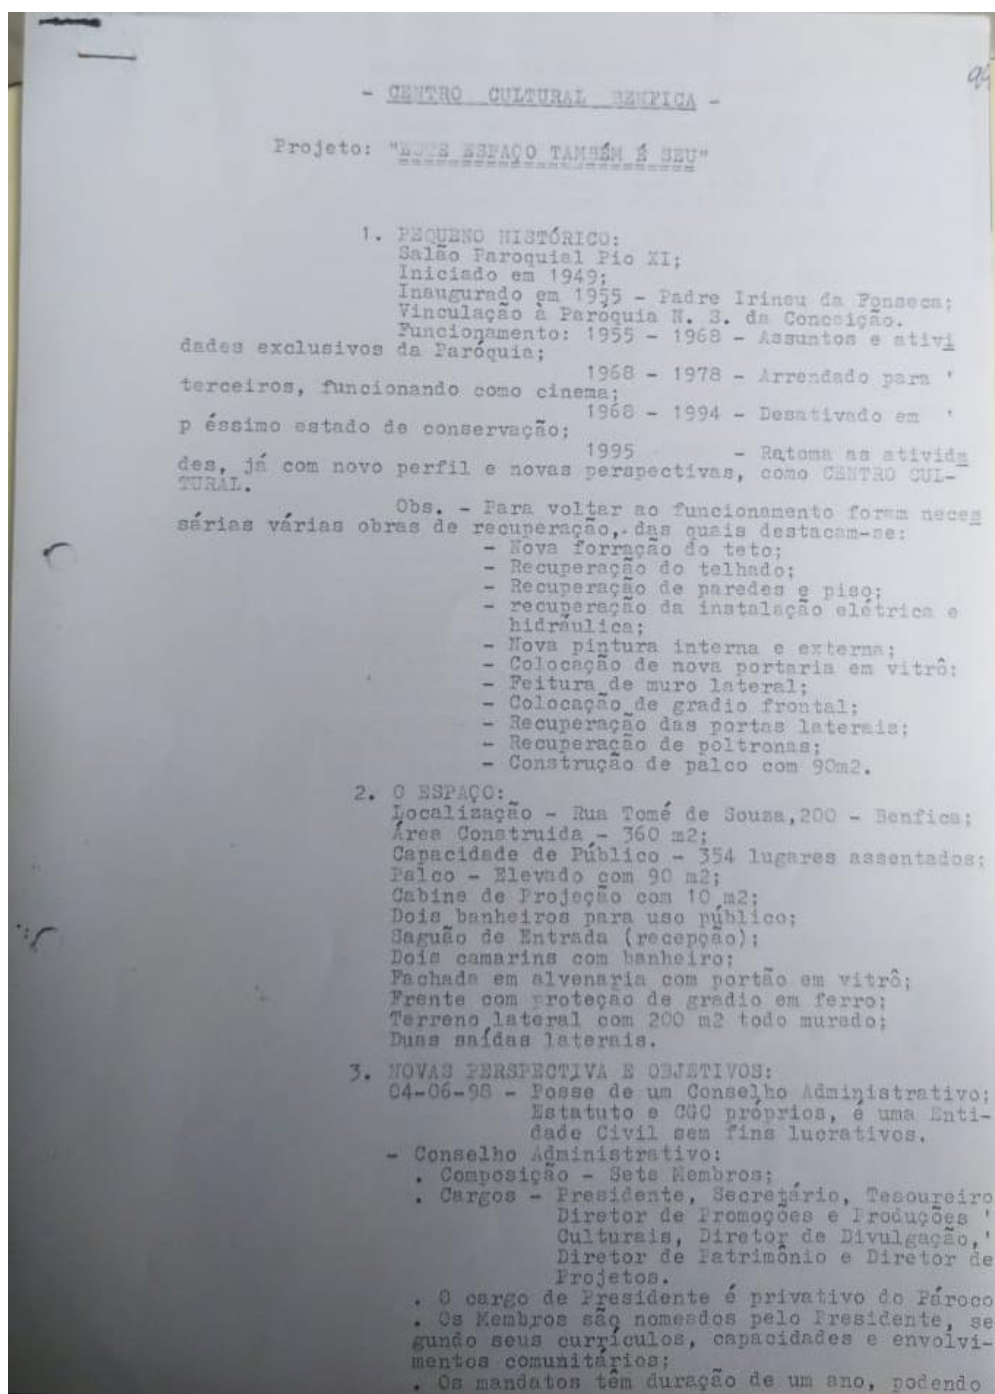 - CENTRO CULTURAL BENFICA -
Projeto: "ESTE ESPAÇO TAMBÉM É SEU"
1. PEQUENO HISTÓRICO:
Salão Paroquial Pio XI;
Iniciado em 1949;
Inaugurado em 1955 - Padre Irineu da Fonseca;
Vinculação à Paróquia N. S. da Conceição.
Funcionamento: 1955 - 1968 - Assuntos e ativi
dades exclusivos da Paróquia;
1968 - 1978 - Arrendado para '
terceiros, funcionando como cinema;
1968 - 1994 - Desativado em '
p éssimo estado de conservação;
1995 - Ratoma as ativida
des, já com novo perfil e novas perspectivas, como CENTRO CUL-
TURAL.
Obs. - Para voltar ao funcionamento foram neces
sárias várias obras de recuperação, das quais destacam-se:
- Nova forração do teto;
- Recuperação do telhado;
- Recuperação de paredes e piso;
- recuperação da instalação elétrica e
hidráulica;
- Nova pintura interna e externa;
- Colocação de nova portaria em vitrô;
- Feitura de muro lateral;
- Colocação de gradio frontal;
- Recuperação das portas laterais;
- Recuperação de poltronas;
- Construção de palco com 90m2.
2. O ESPAÇO:
Localização - Rua Tomé de Souza,200 - Benfica;
Área Construida - 360 m2;
Capacidade de Público - 354 lugares assentados;
Palco - Elevado com 90 m2;
Cabine de Projeção com 10 m2;
Dois banheiros para uso público;
Saguão de Entrada (recepção);
Dois camarins com banheiro;
Fachada em alvenaria com portão em vitrô;
Frente com proteção de gradio em ferro;
Terreno lateral com 200 m2 todo murado;
Duas saídas laterais.
3. NOVAS PERSPECTIVA E OBJETIVOS:
04-06-98 - Posse de um Conselho Administrativo;
Estatuto e CGC próprios, é uma Enti-
dade Civil sem fins lucrativos.
- Conselho Administrativo:
. Composição - Sete Membros;
. Cargos - Presidente, Secretário, Tesoureiro
Diretor de Promoções e Produções '
Culturais, Diretor de Divulgação,'
Diretor de Patrimônio e Diretor de
Projetos.
. O cargo de Presidente é privativo do Pároco
. Os Membros são nomeados pelo Presidente, se
gundo seus currículos, capacidades e envolvi-
mentos comunitários;
. Os mandatos têm duração de um ano, podendo